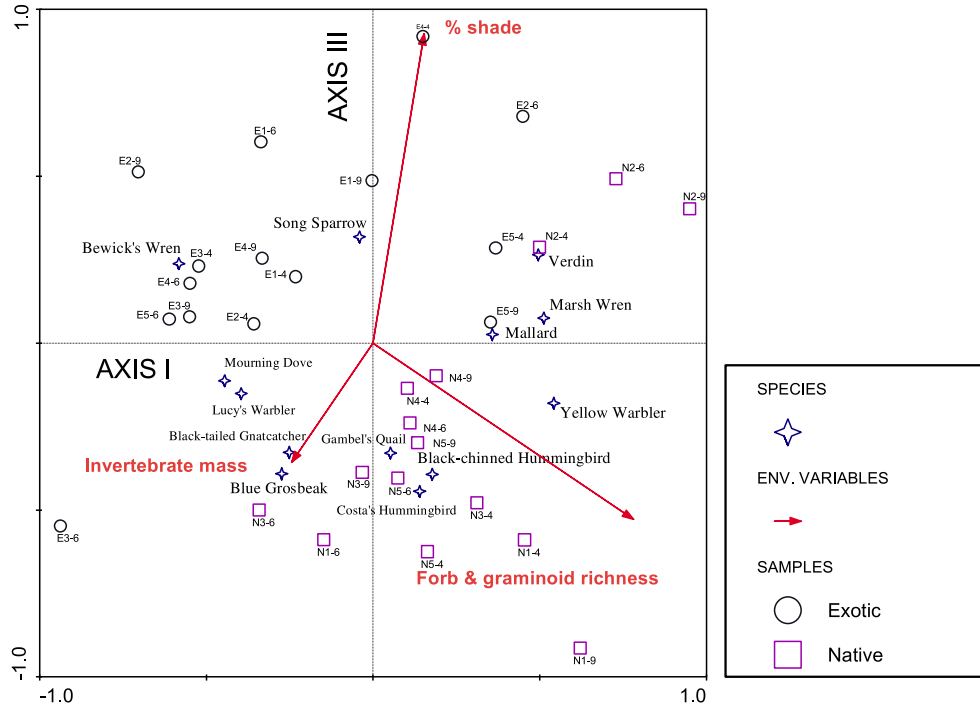 1.0
AXIS III
E4-4
% shade
E2-6
E1-6
E2-9
N2-6
E1-9
N2-9
Song Sparrow
Bewick's Wren
E3-4
E4-9
E5-4
N2-4
Verdin
E4-6
E1-4
Marsh Wren
E5-6
E3-9
E2-4
E5-9
Mallard
AXIS I
Mourning Dove
N4-9
Lucy's Warbler
N4-4
Yellow Warbler
Black-tailed Gnatcatcher
Gambel's Quail
N4-6
N5-9
Invertebrate mass
Black-chinned Hummingbird
Blue Grosbeak
N3-9
N5-6
Costa's Hummingbird
N3-6
N3-4
E3-6
N1-6
N5-4
N1-4
Forb & graminoid richness
N1-9
-1.0
-1.0
1.0
SPECIES
ENV. VARIABLES
SAMPLES
Exotic
Native